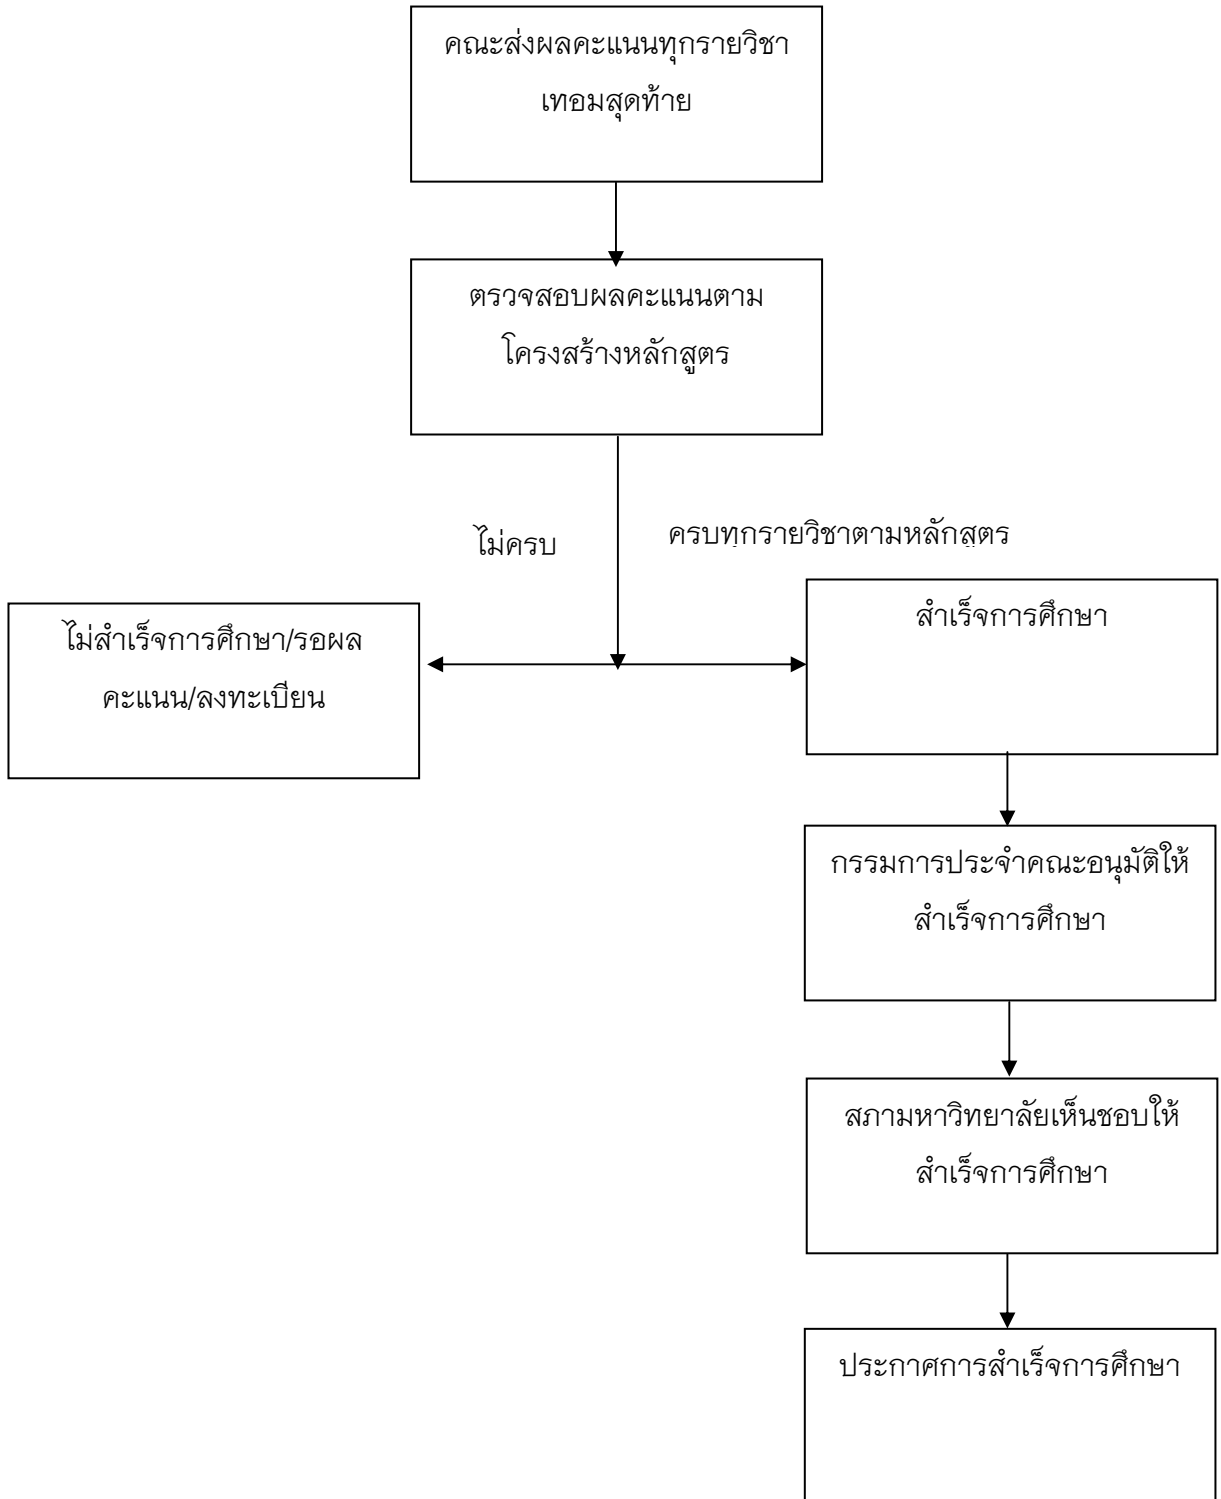 คณะส่งผลคะแนนทุกรายวิชา
เทอมสุดท้าย
ตรวจสอบผลคะแนนตาม
โครงสร้างหลักสูตร
ไม่ครบ
ครบทุกรายวิชาตามหลักสูตร
ไม่สำเร็จการศึกษา/รอผล
คะแนน/ลงทะเบียน
สำเร็จการศึกษา
กรรมการประจำคณะอนุมัติให้
สำเร็จการศึกษา
สภามหาวิทยาลัยเห็นชอบให้
สำเร็จการศึกษา
ประกาศการสำเร็จการศึกษา